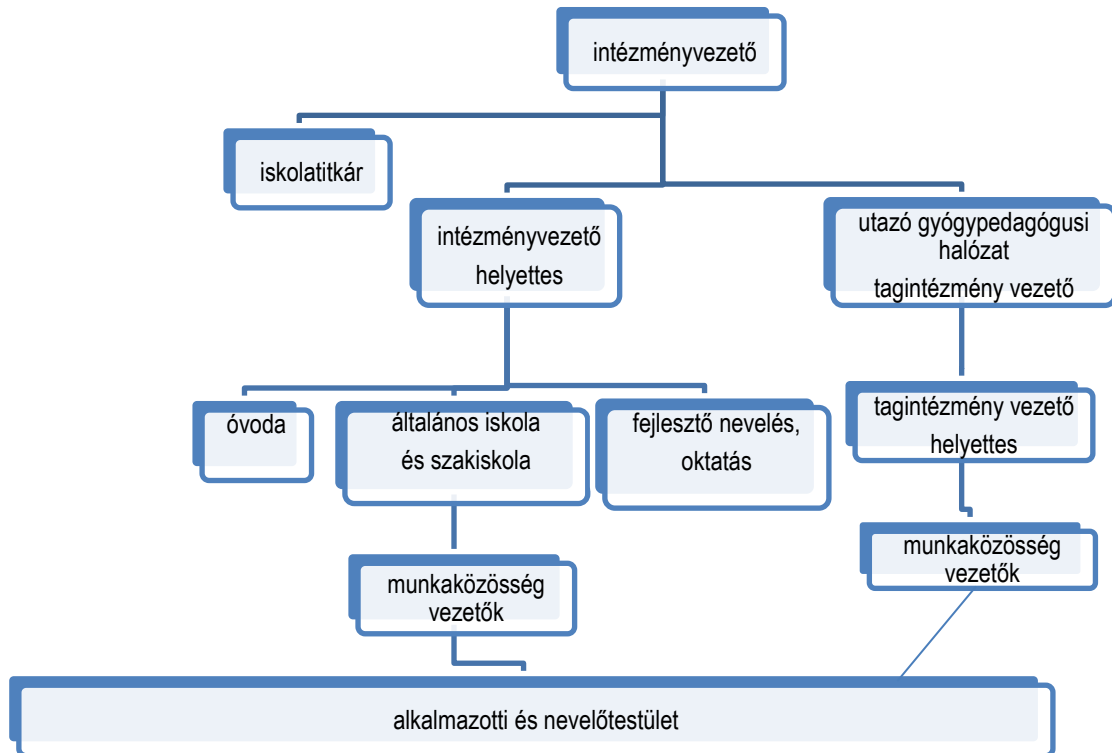 intézményvezető
iskolatitkár
intézményvezető
helyettes
utazó gyógypedagógusi
halózat
tagintézmény vezető
óvoda
általános iskola
és szakiskola
fejlesztő nevelés,
oktatás
tagintézmény vezető
helyettes
munkaközösség
vezetők
munkaközösség
vezetők
alkalmazotti és nevelőtestület